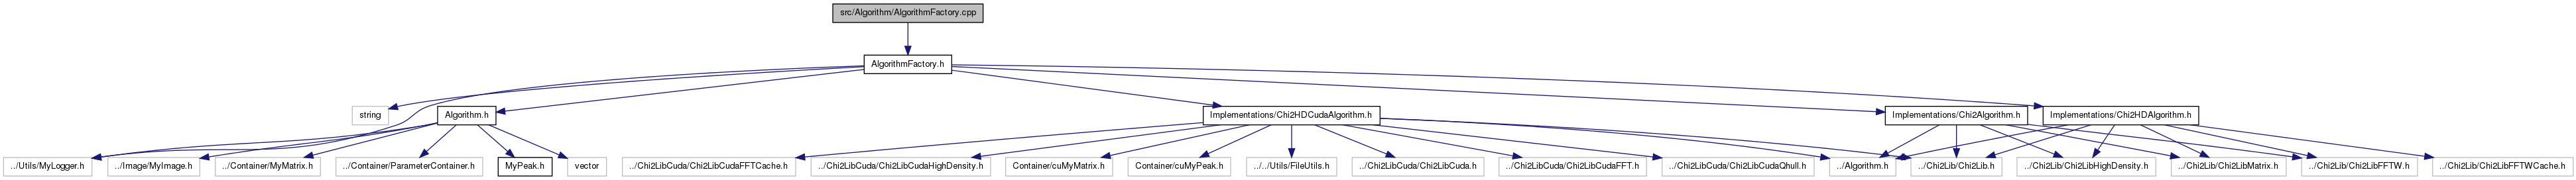 src/Algorithm/AlgorithmFactory.cpp
AlgorithmFactory.h
string
Algorithm.h
Implementations/Chi2HDCudaAlgorithm.h
Implementations/Chi2Algorithm.h
Implementations/Chi2HDAlgorithm.h
../Utils/MyLogger.h
../Image/MyImage.h
../Container/MyMatrix.h
../Container/ParameterContainer.h
MyPeak.h
vector
../Chi2LibCuda/Chi2LibCudaFFTCache.h
../Chi2LibCuda/Chi2LibCudaHighDensity.h
Container/cuMyMatrix.h
Container/cuMyPeak.h
../../Utils/FileUtils.h
../Chi2LibCuda/Chi2LibCuda.h
../Chi2LibCuda/Chi2LibCudaFFT.h
../Chi2LibCuda/Chi2LibCudaQhull.h
../Algorithm.h
../Chi2Lib/Chi2Lib.h
../Chi2Lib/Chi2LibHighDensity.h
../Chi2Lib/Chi2LibMatrix.h
../Chi2Lib/Chi2LibFFTW.h
../Chi2Lib/Chi2LibFFTWCache.h